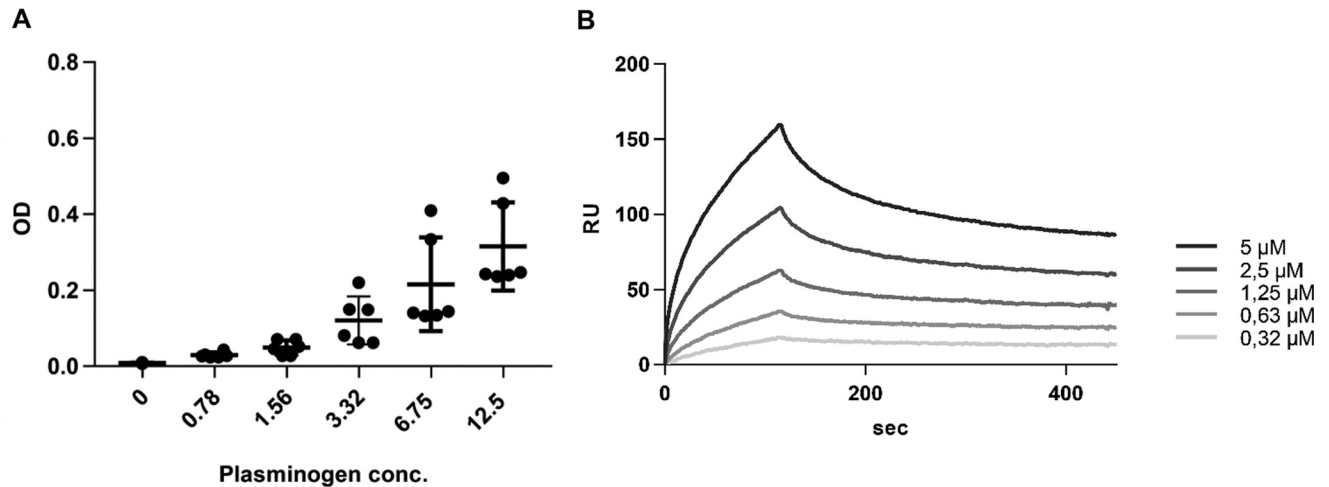 A
0.8
0.6
0.4
0.2
0.0
OD
0
0.78
1.56
3.32
6.75
12.5
Plasminogen conc.
B
200
150
100
50
0
RU
0
200
400
sec
5 µM
2,5 µM
1,25 µM
0,63 µM
0,32 µM